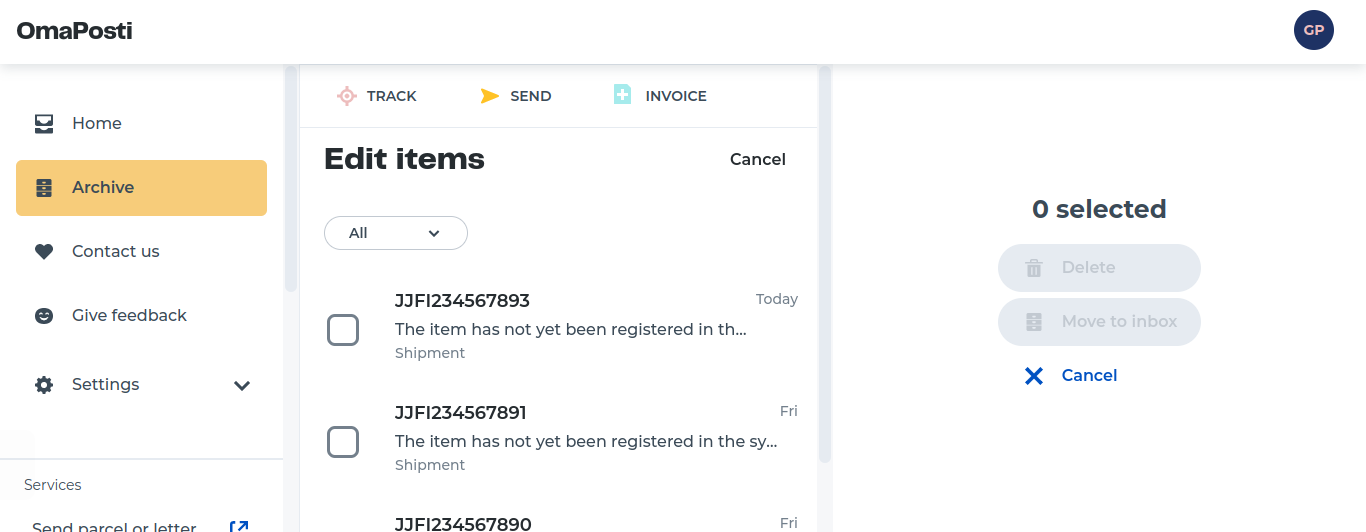 OmaPosti
GP
Home
Archive
Contact us
Give feedback
Settings
Services
Send parcel or letter
TRACK
SEND
INVOICE
Edit items
Cancel
All
JJFI234567893
Today
The item has not yet been registered in th...
Shipment
JJFI234567891
Fri
The item has not yet been registered in the sy...
Shipment
JJFI234567890
Fri
0 selected
Delete
Move to inbox
Cancel